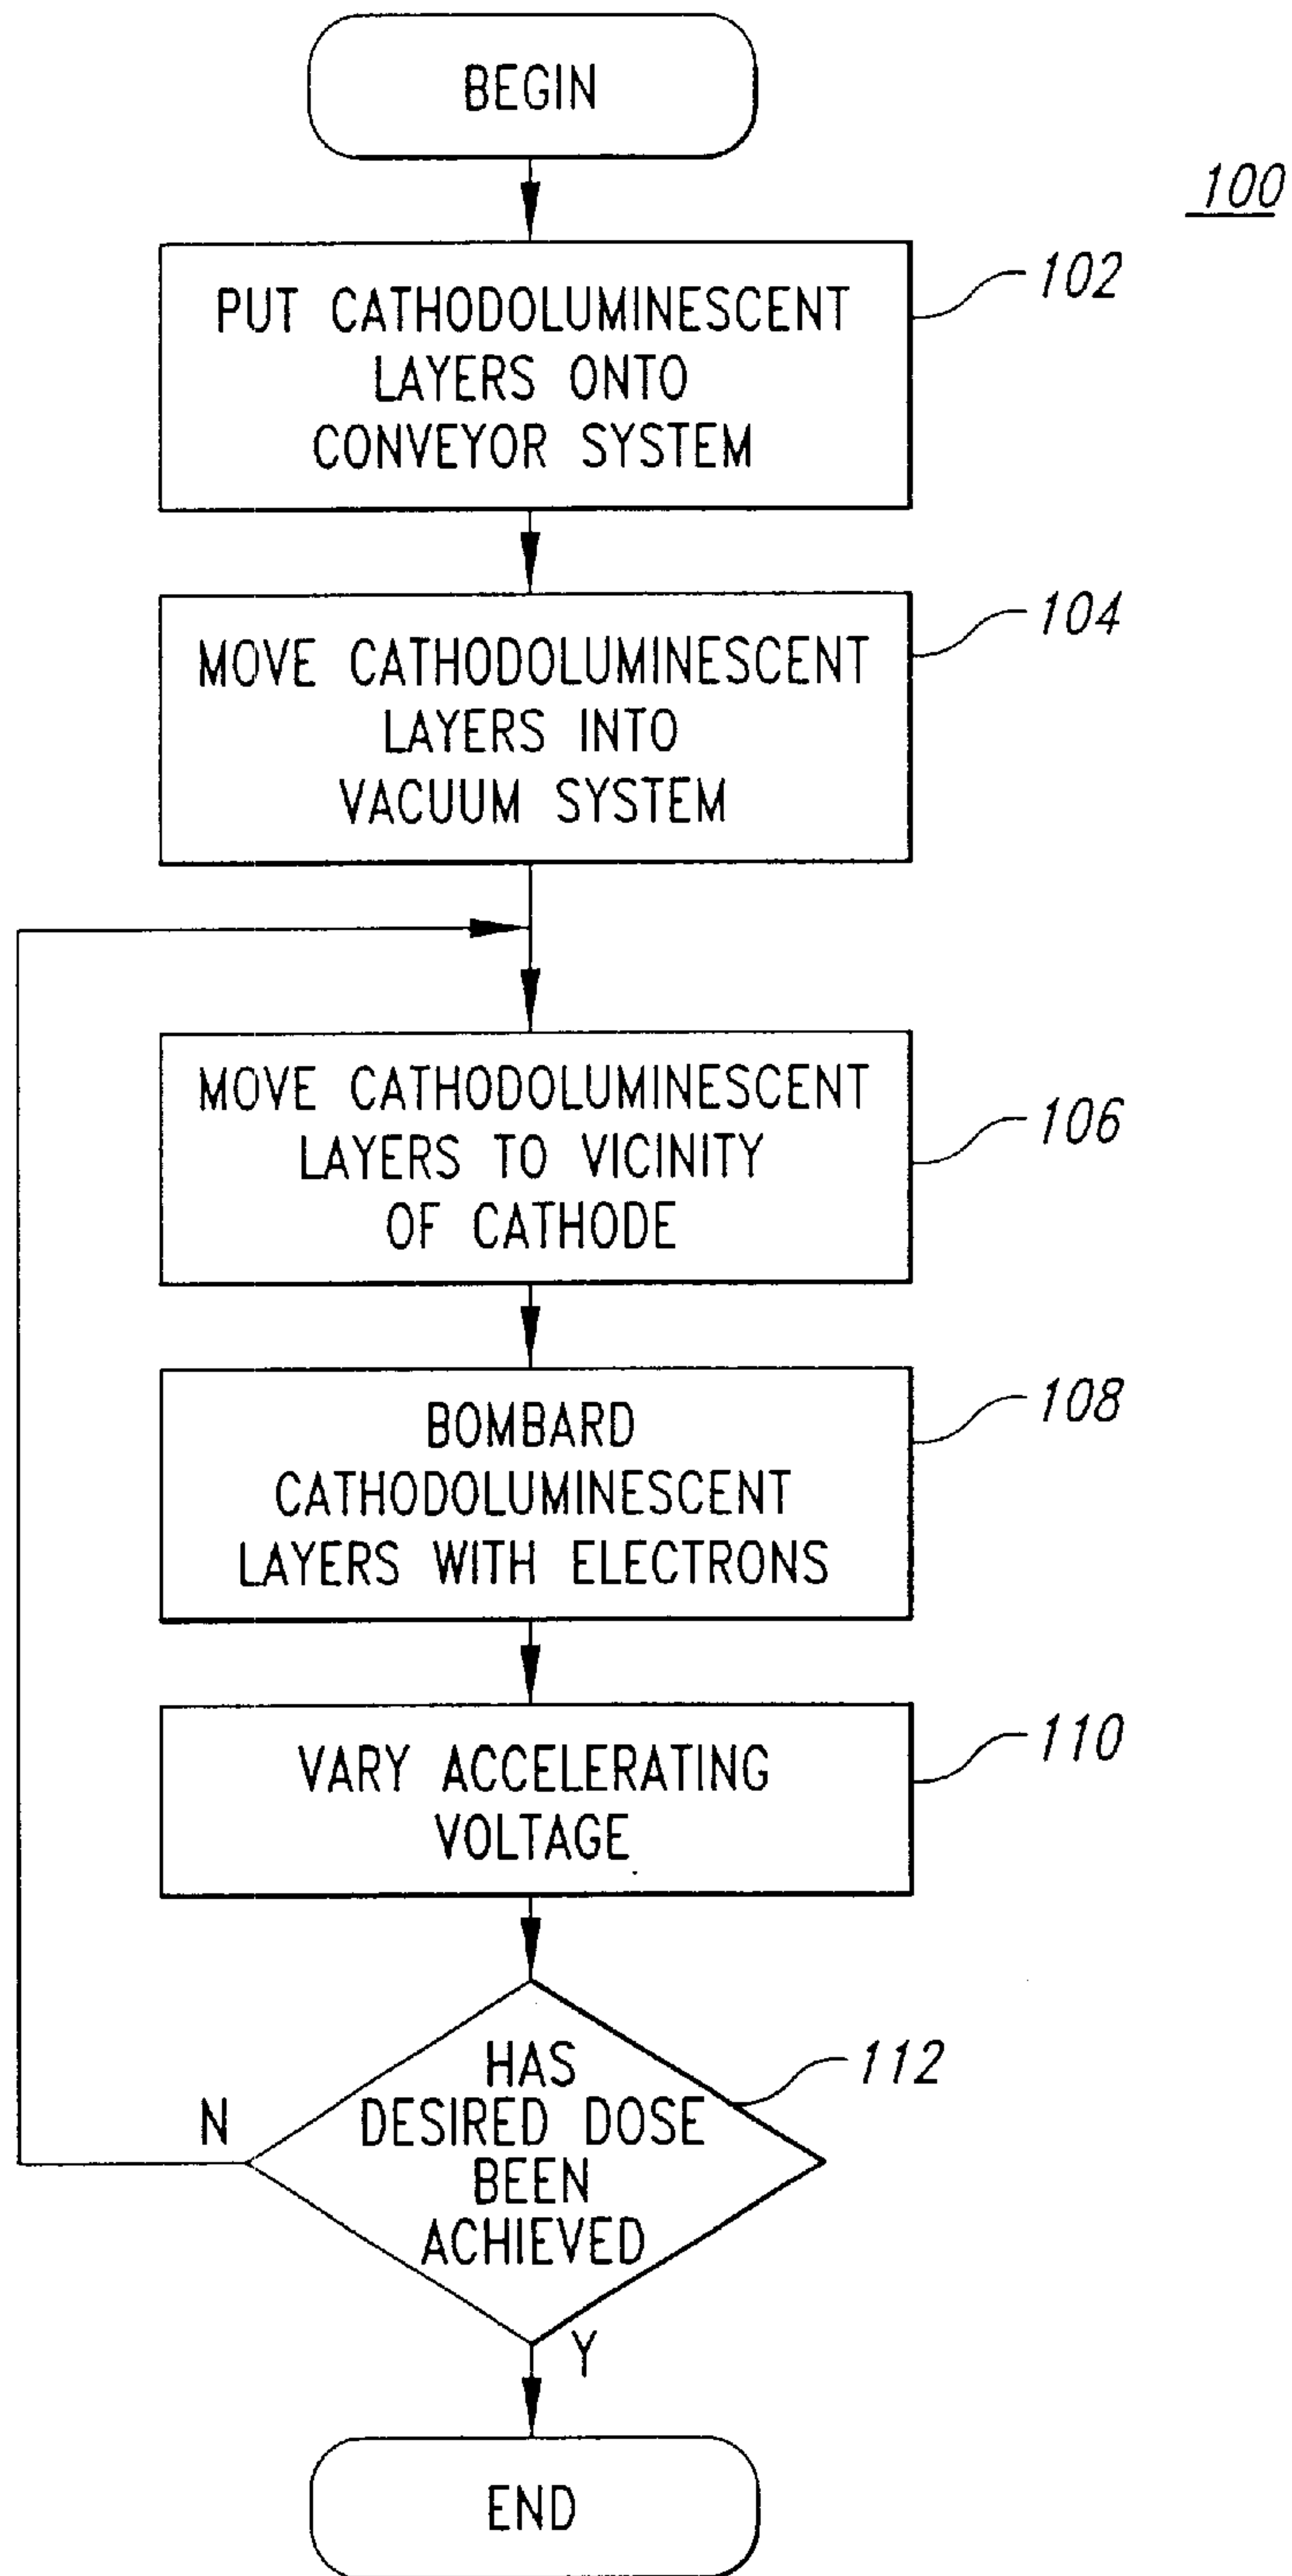 BEGIN
100
PUT CATHODOLUMINESCENT
LAYERS ONTO
CONVEYOR SYSTEM
102
MOVE CATHODOLUMINESCENT
LAYERS INTO
VACUUM SYSTEM
104
MOVE CATHODOLUMINESCENT
LAYERS TO VICINITY
OF CATHODE
106
BOMBARD
CATHODOLUMINESCENT
LAYERS WITH ELECTRONS
108
VARY ACCELERATING
VOLTAGE
110
HAS
DESIRED DOSE
BEEN
ACHIEVED
112
N
Y
END